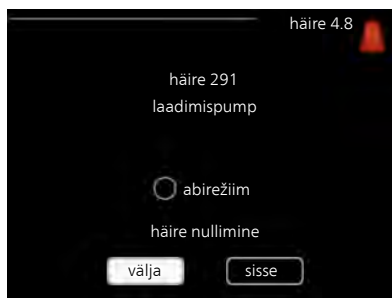 häire 4.8
häire 291
laadimispump
abirežiim
häire nullimine
välja sisse